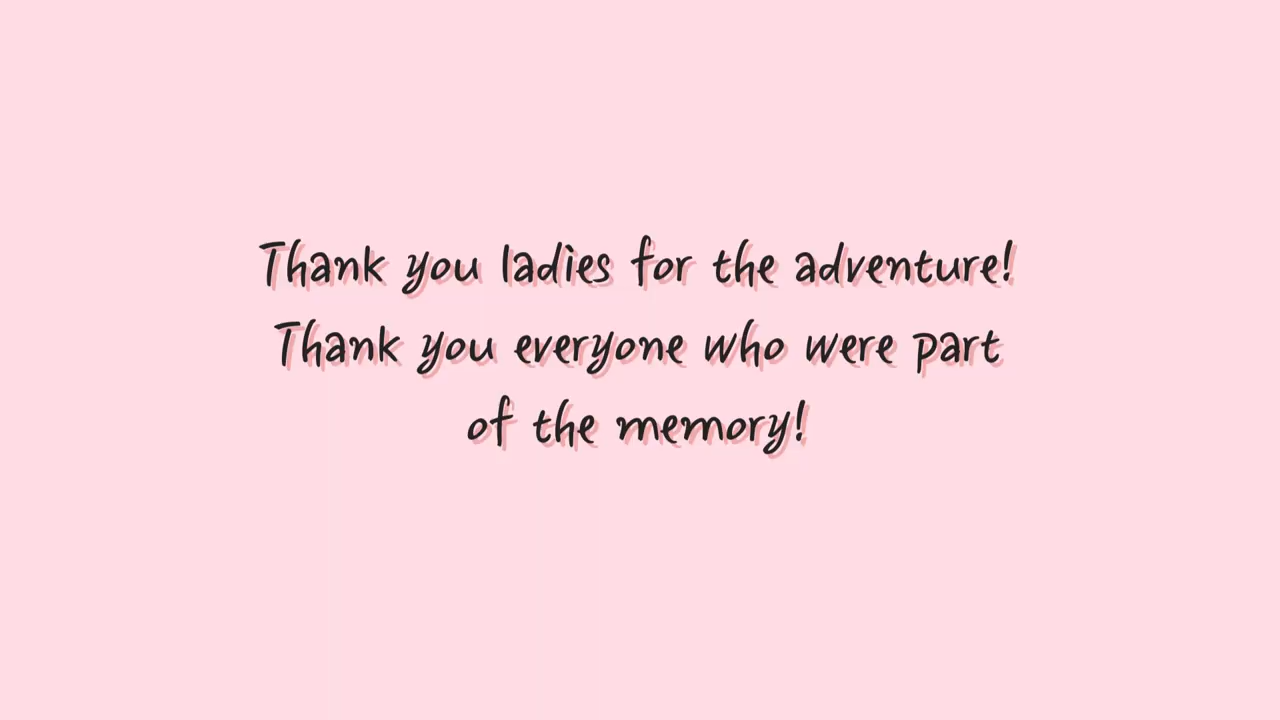 Thank you ladies for the adventure!
Thank you everyone who were part
of the memory!